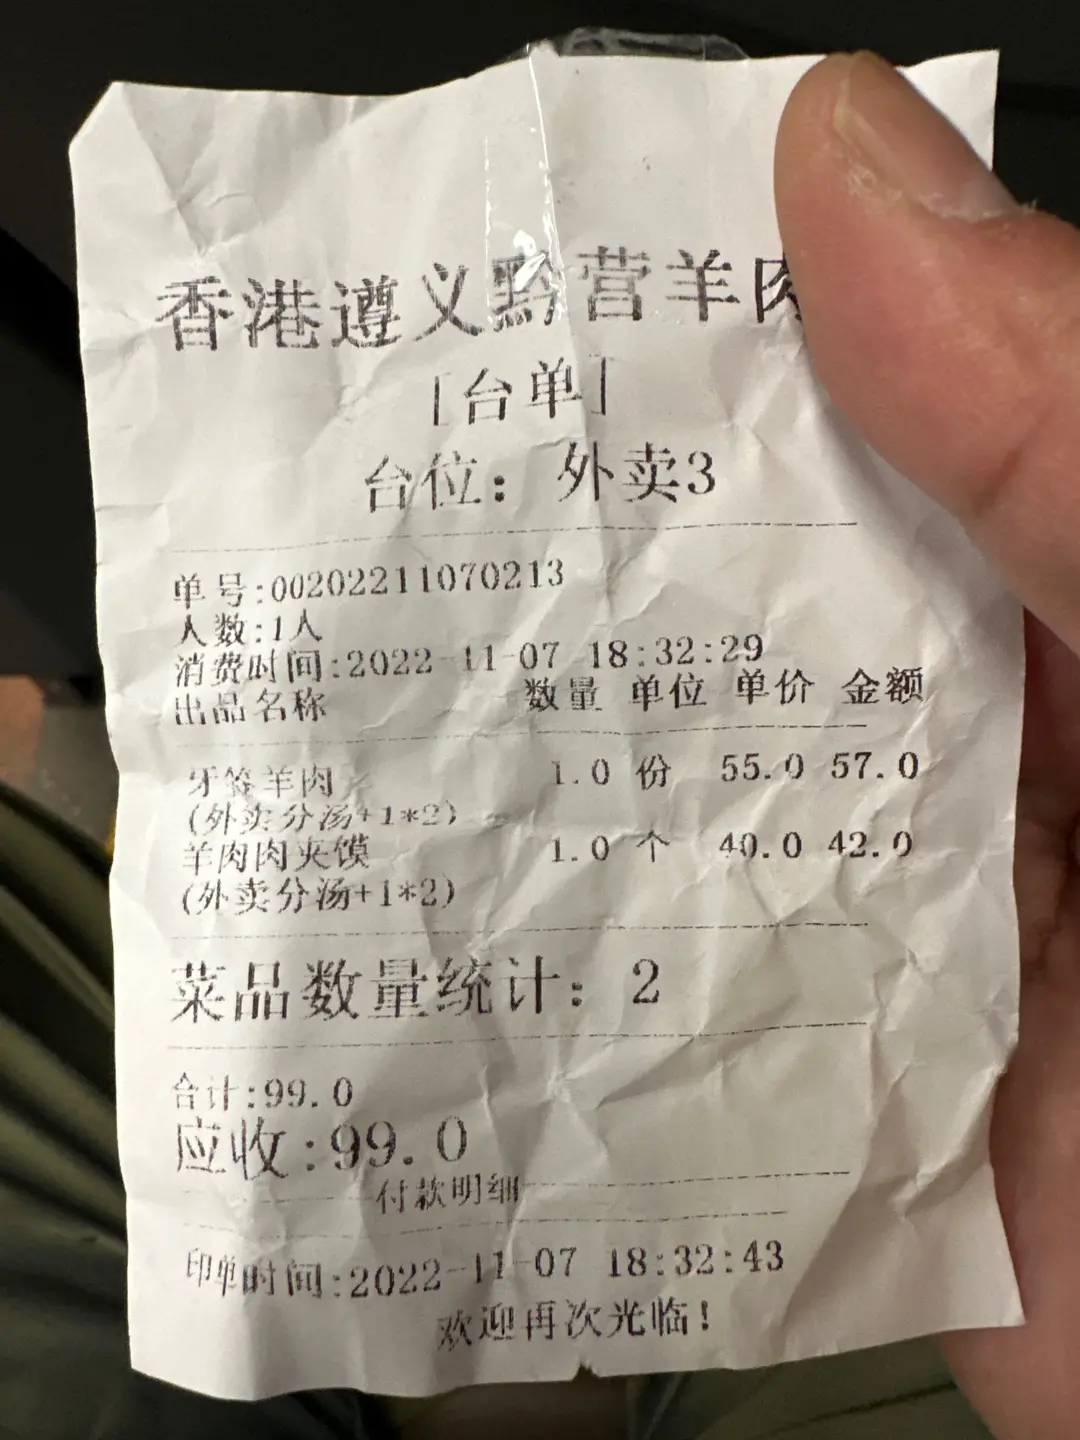 香港遵义黔营羊肉
[台单]
台位：外卖3
单号:00202211070213
人数:1人
消费时间:2022-11-07 18:32:29
出品名称 数量 单位 单价 金额
牙签羊肉 1.0 份 55.0 57.0
(外卖分汤+1*2)
羊肉肉夹馍 1.0 个 40.0 42.0
(外卖分汤+1*2)
菜品数量统计：2
合计:99.0
应收:99.0
付款明细
印单时间:2022-11-07 18:32:43
欢迎再次光临!